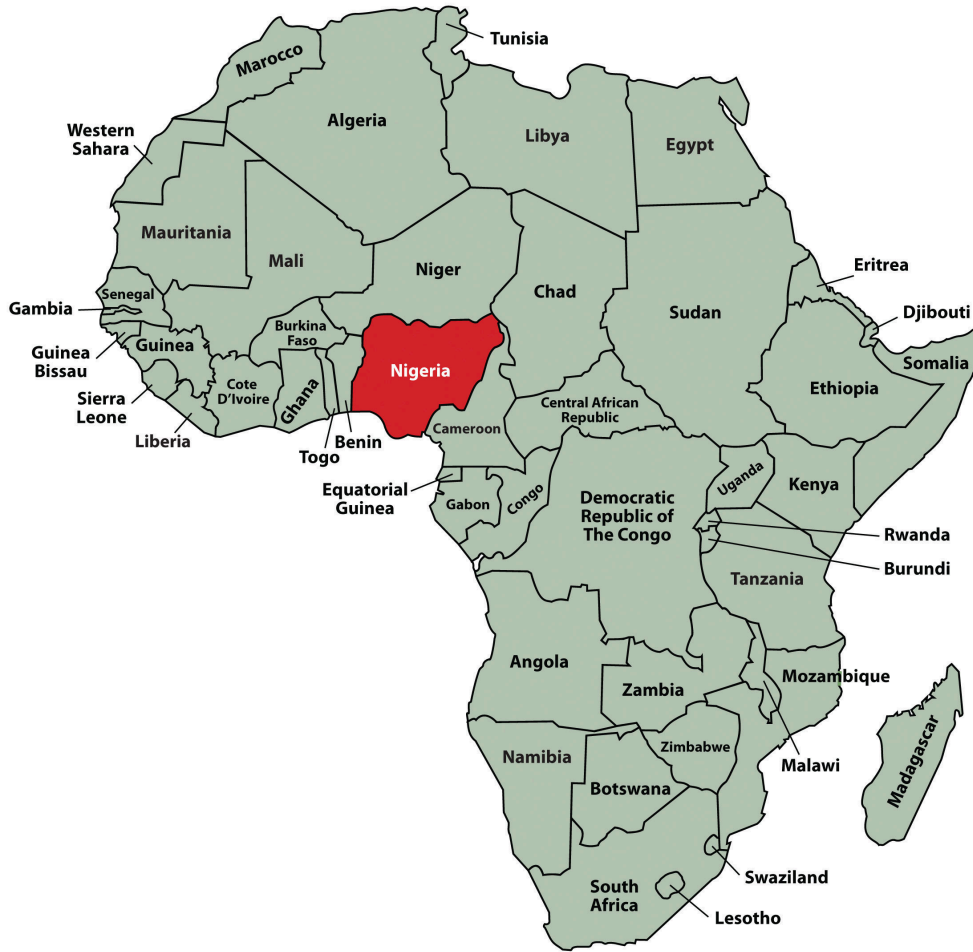 Tunisia
Marocco
Algeria
Libya
Egypt
Western
Sahara
Mauritania
Mali
Niger
Chad
Sudan
Eritrea
Djibouti
Somalia
Senegal
Gambia
Guinea
Bissau
Guinea
Burkina
Faso
Nigeria
Ethiopia
Sierra
Leone
Cote
D'Ivoire
Ghana
Liberia
Togo
Benin
Cameroon
Central African
Republic
Equatorial
Guinea
Gabon
Congo
Democratic
Republic of
The Congo
Uganda
Kenya
Rwanda
Burundi
Tanzania
Angola
Zambia
Mozambique
Malawi
Madagascar
Namibia
Zimbabwe
Botswana
Swaziland
South
Africa
Lesotho